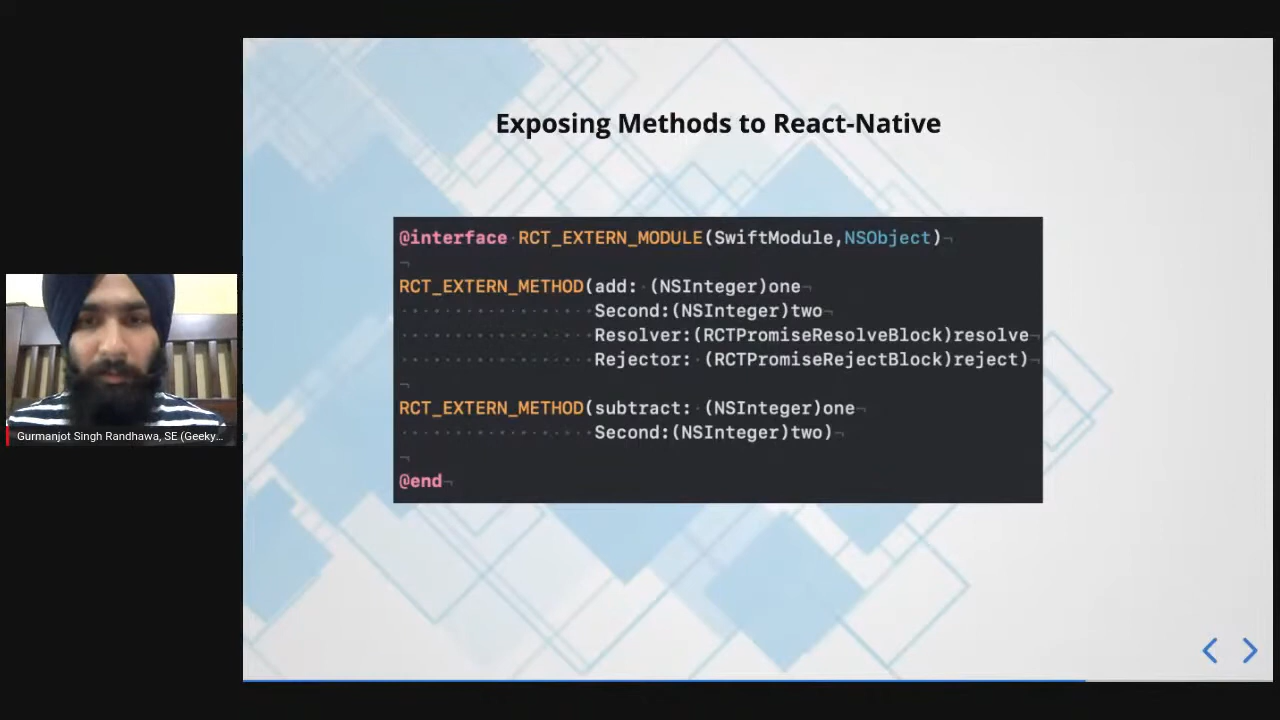 Exposing Methods to React-Native
@interface RCT_EXTERN_MODULE(SwiftModule,NSObject)
RCT_EXTERN_METHOD(add: (NSInteger)one
Second:(NSInteger)two
Resolver:(RCTPromiseResolveBlock)resolve
Rejector: (RCTPromiseRejectBlock)reject)
RCT_EXTERN_METHOD(subtract: (NSInteger)one
Second:(NSInteger)two)
@end
Gurmanjot Singh Randhawa, SE (Geeky...